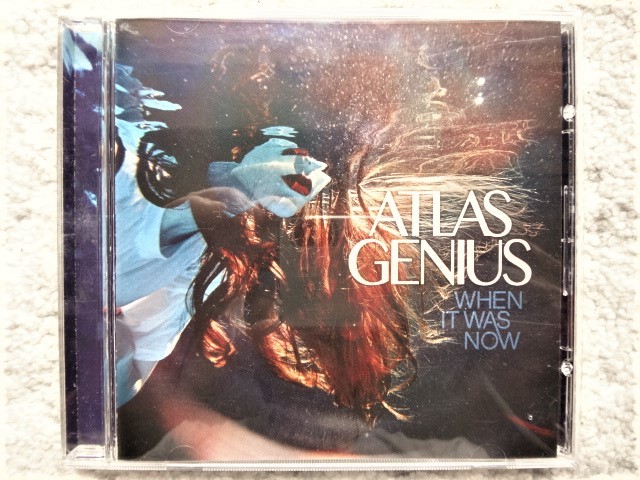 ATLAS
GENIUS
WHEN
IT WAS
NOW